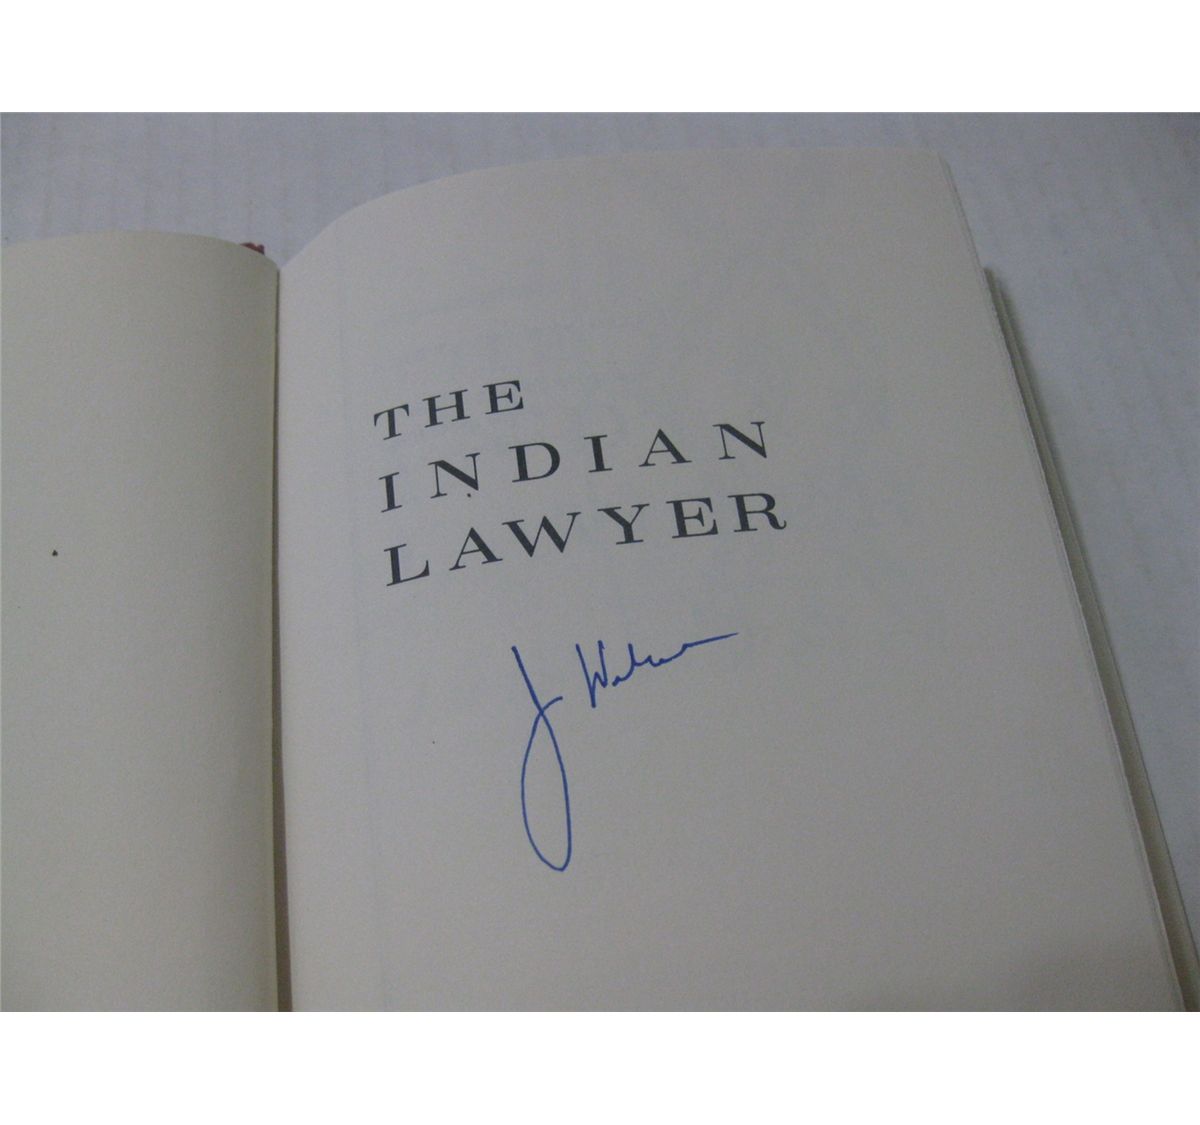 THE
INDIAN
LAWYER
J